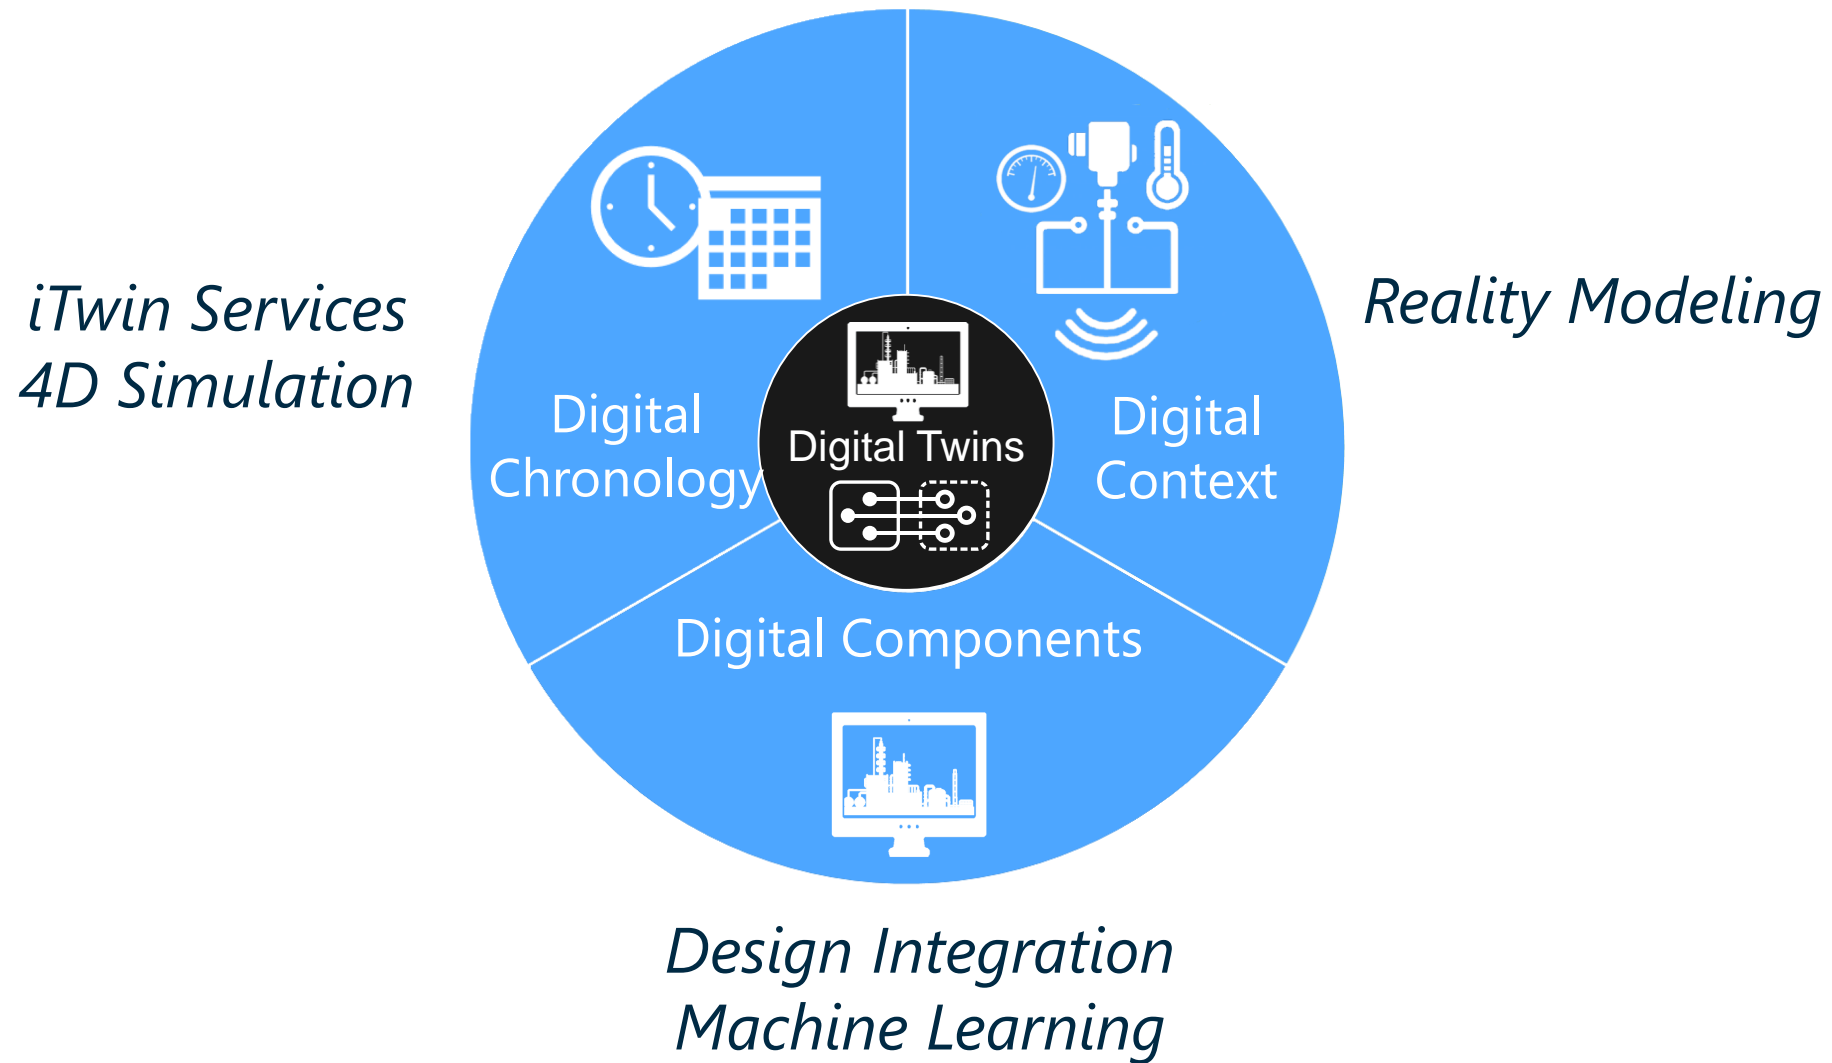 iTwin Services
4D Simulation
Digital
Chronology
Digital Twins
Digital
Context
Reality Modeling
Digital Components
Design Integration
Machine Learning